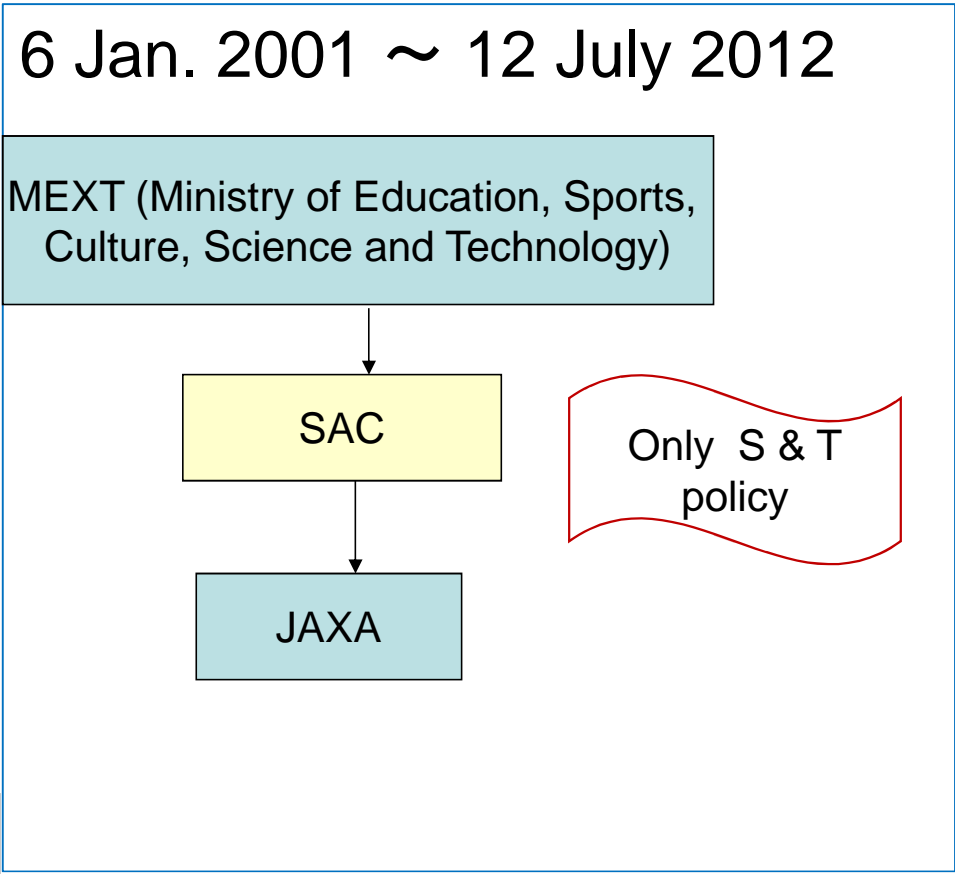 6 Jan. 2001 ～ 12 July 2012
MEXT (Ministry of Education, Sports,
Culture, Science and Technology)
SAC
Only S & T
policy
JAXA